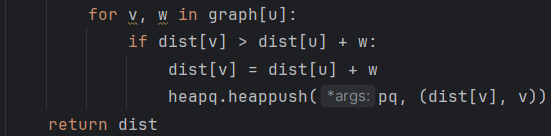 for v, w in graph[u]:
if dist[v] > dist[u] + w:
dist[v] = dist[u] + w
heapq.heappush( *args: pq, (dist[v], v))
return dist